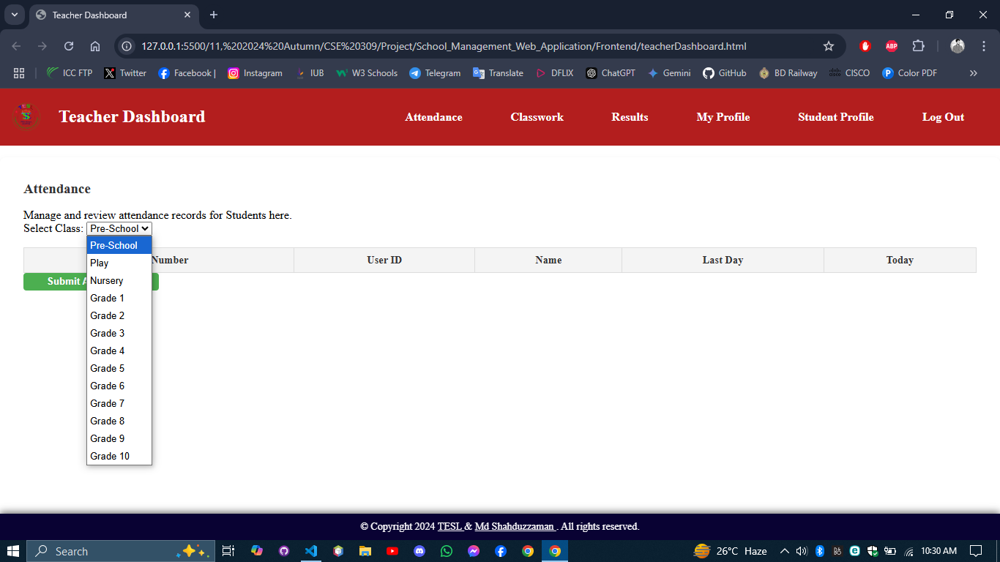 Teacher Dashboard
127.0.0.1:5500/11,%202024%20Autumn/CSE%20309/Project/School_Management_Web_Application/Frontend/teacherDashboard.html
ABP
ICC FTP Twitter Facebook | Instagram IUB W3 Schools Telegram Translate DFLIX ChatGPT Gemini GitHub BD Railway CISCO Color PDF
Teacher Dashboard Attendance Classwork Results My Profile Student Profile Log Out
Attendance
Manage and review attendance records for Students here.
Select Class: Pre-School
Number User ID Name Last Day Today
Submit A
Pre-School
Play
Nursery
Grade 1
Grade 2
Grade 3
Grade 4
Grade 5
Grade 6
Grade 7
Grade 8
Grade 9
Grade 10
© Copyright 2024 TESL & Md Shahduzzaman . All rights reserved.
Search 26°C Haze 10:30 AM